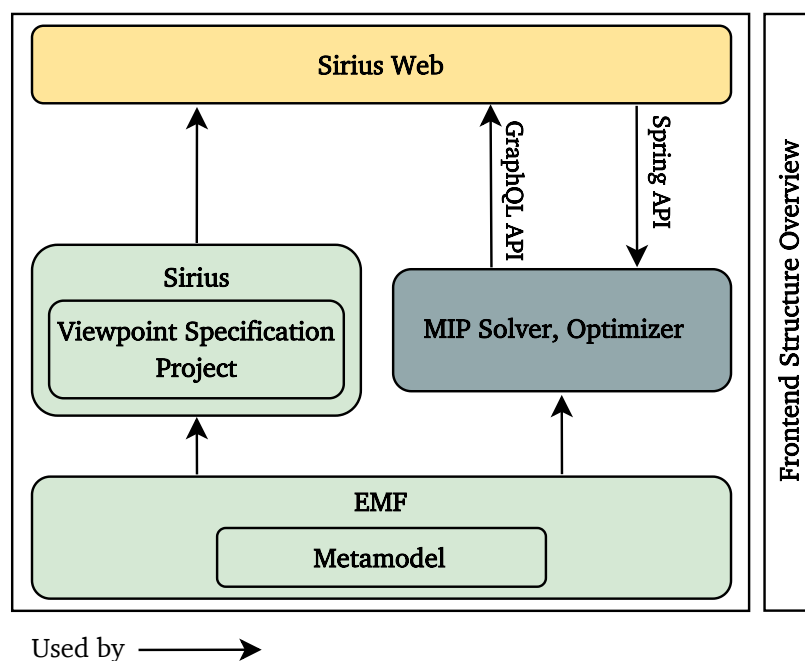 Sirius Web
GraphQL API
Spring API
Sirius
Viewpoint Specification
Project
MIP Solver, Optimizer
EMF
Metamodel
Used by
Frontend Structure Overview